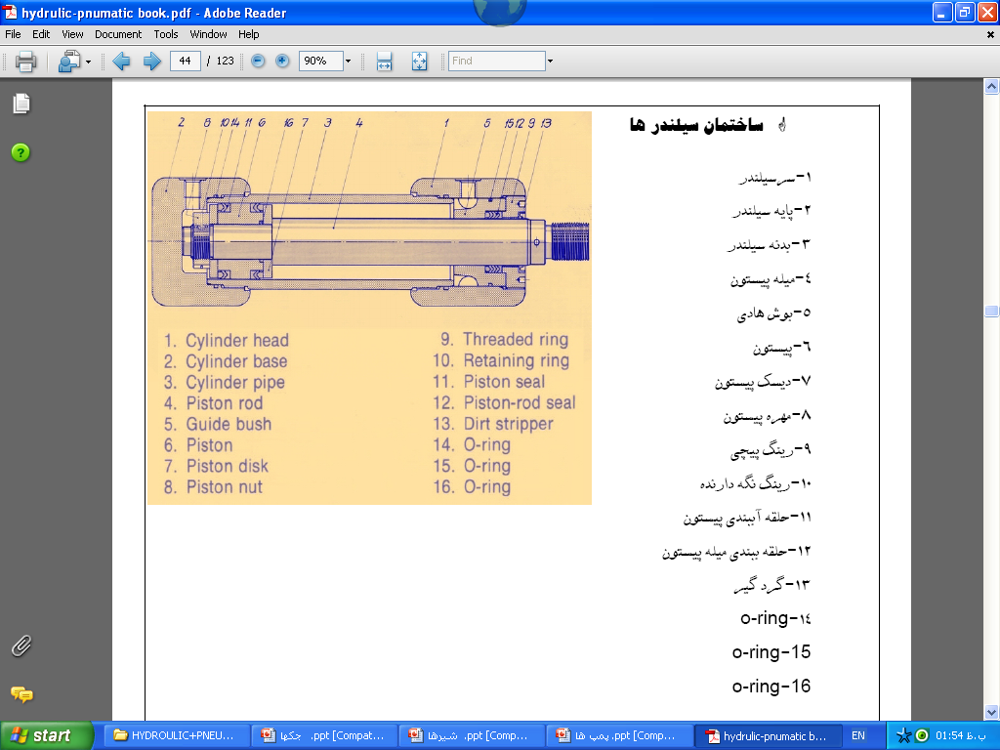 hydrulic-pnumatic book.pdf - Adobe Reader
File Edit View Document Tools Window Help
44 / 123 90% Find
ساختمان سیلندر ها
2 8 10 14 11 6 16 7 3 4 1 5 15 12 9 13
1. Cylinder head
2. Cylinder base
3. Cylinder pipe
4. Piston rod
5. Guide bush
6. Piston
7. Piston disk
8. Piston nut
9. Threaded ring
10. Retaining ring
11. Piston seal
12. Piston-rod seal
13. Dirt stripper
14. O-ring
15. O-ring
16. O-ring
۱-سرسیلندر
۲-پایه سیلندر
۳-بدنه سیلندر
٤-میله پیستون
۵-بوش هادی
۶-پیستون
۷-دیسک پیستون
۸-مهره پیستون
۹-رینگ پیچی
۱۰-رینگ نگه دارنده
۱۱-حلقه آببندی پیستون
۱۲-حلقه ببندی میله پیستون
۱۳-گرد گیر
o-ring-١٤
o-ring-15
o-ring-16
start HYDROULIC+PNEU... جکها .ppt [Compat... شیرها .ppt [Comp... پمپ ها .ppt [Comp... hydrulic-pnumatic b... EN 01:54 ب.ظ